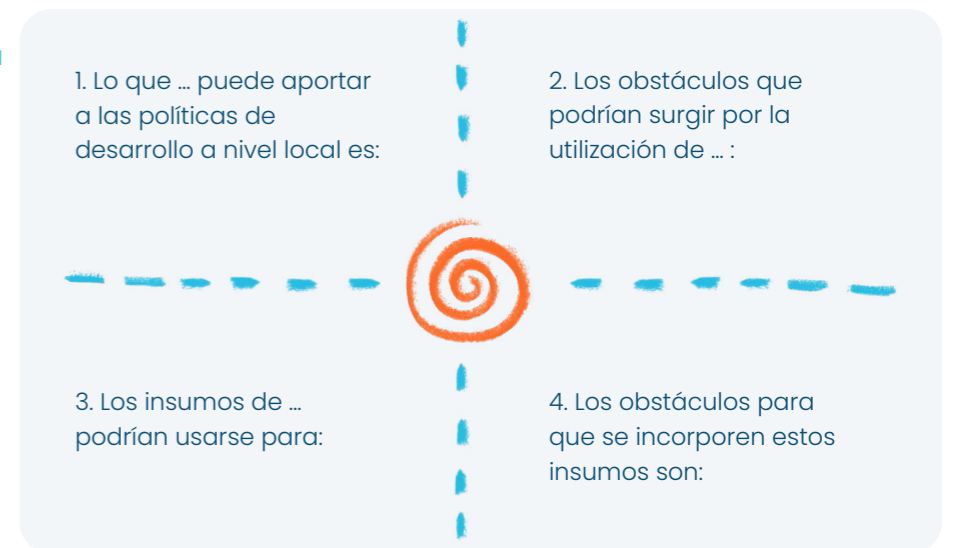 1. Lo que ... puede aportar
a las políticas de
desarrollo a nivel local es:
2. Los obstáculos que
podrían surgir por la
utilización de ... :
3. Los insumos de ...
podrían usarse para:
4. Los obstáculos para
que se incorporen estos
insumos son: